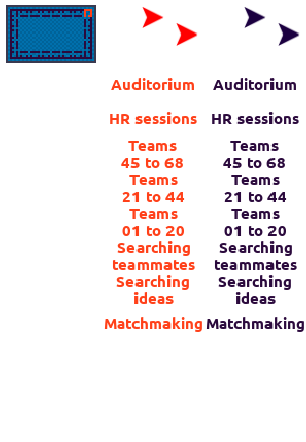 Auditorium Auditorium
HR sessions HR sessions
Teams Teams
45 to 68 45 to 68
Teams Teams
21 to 44 21 to 44
Teams Teams
01 to 20 01 to 20
Searching Searching
teammates teammates
Searching Searching
ideas ideas
Matchmaking Matchmaking